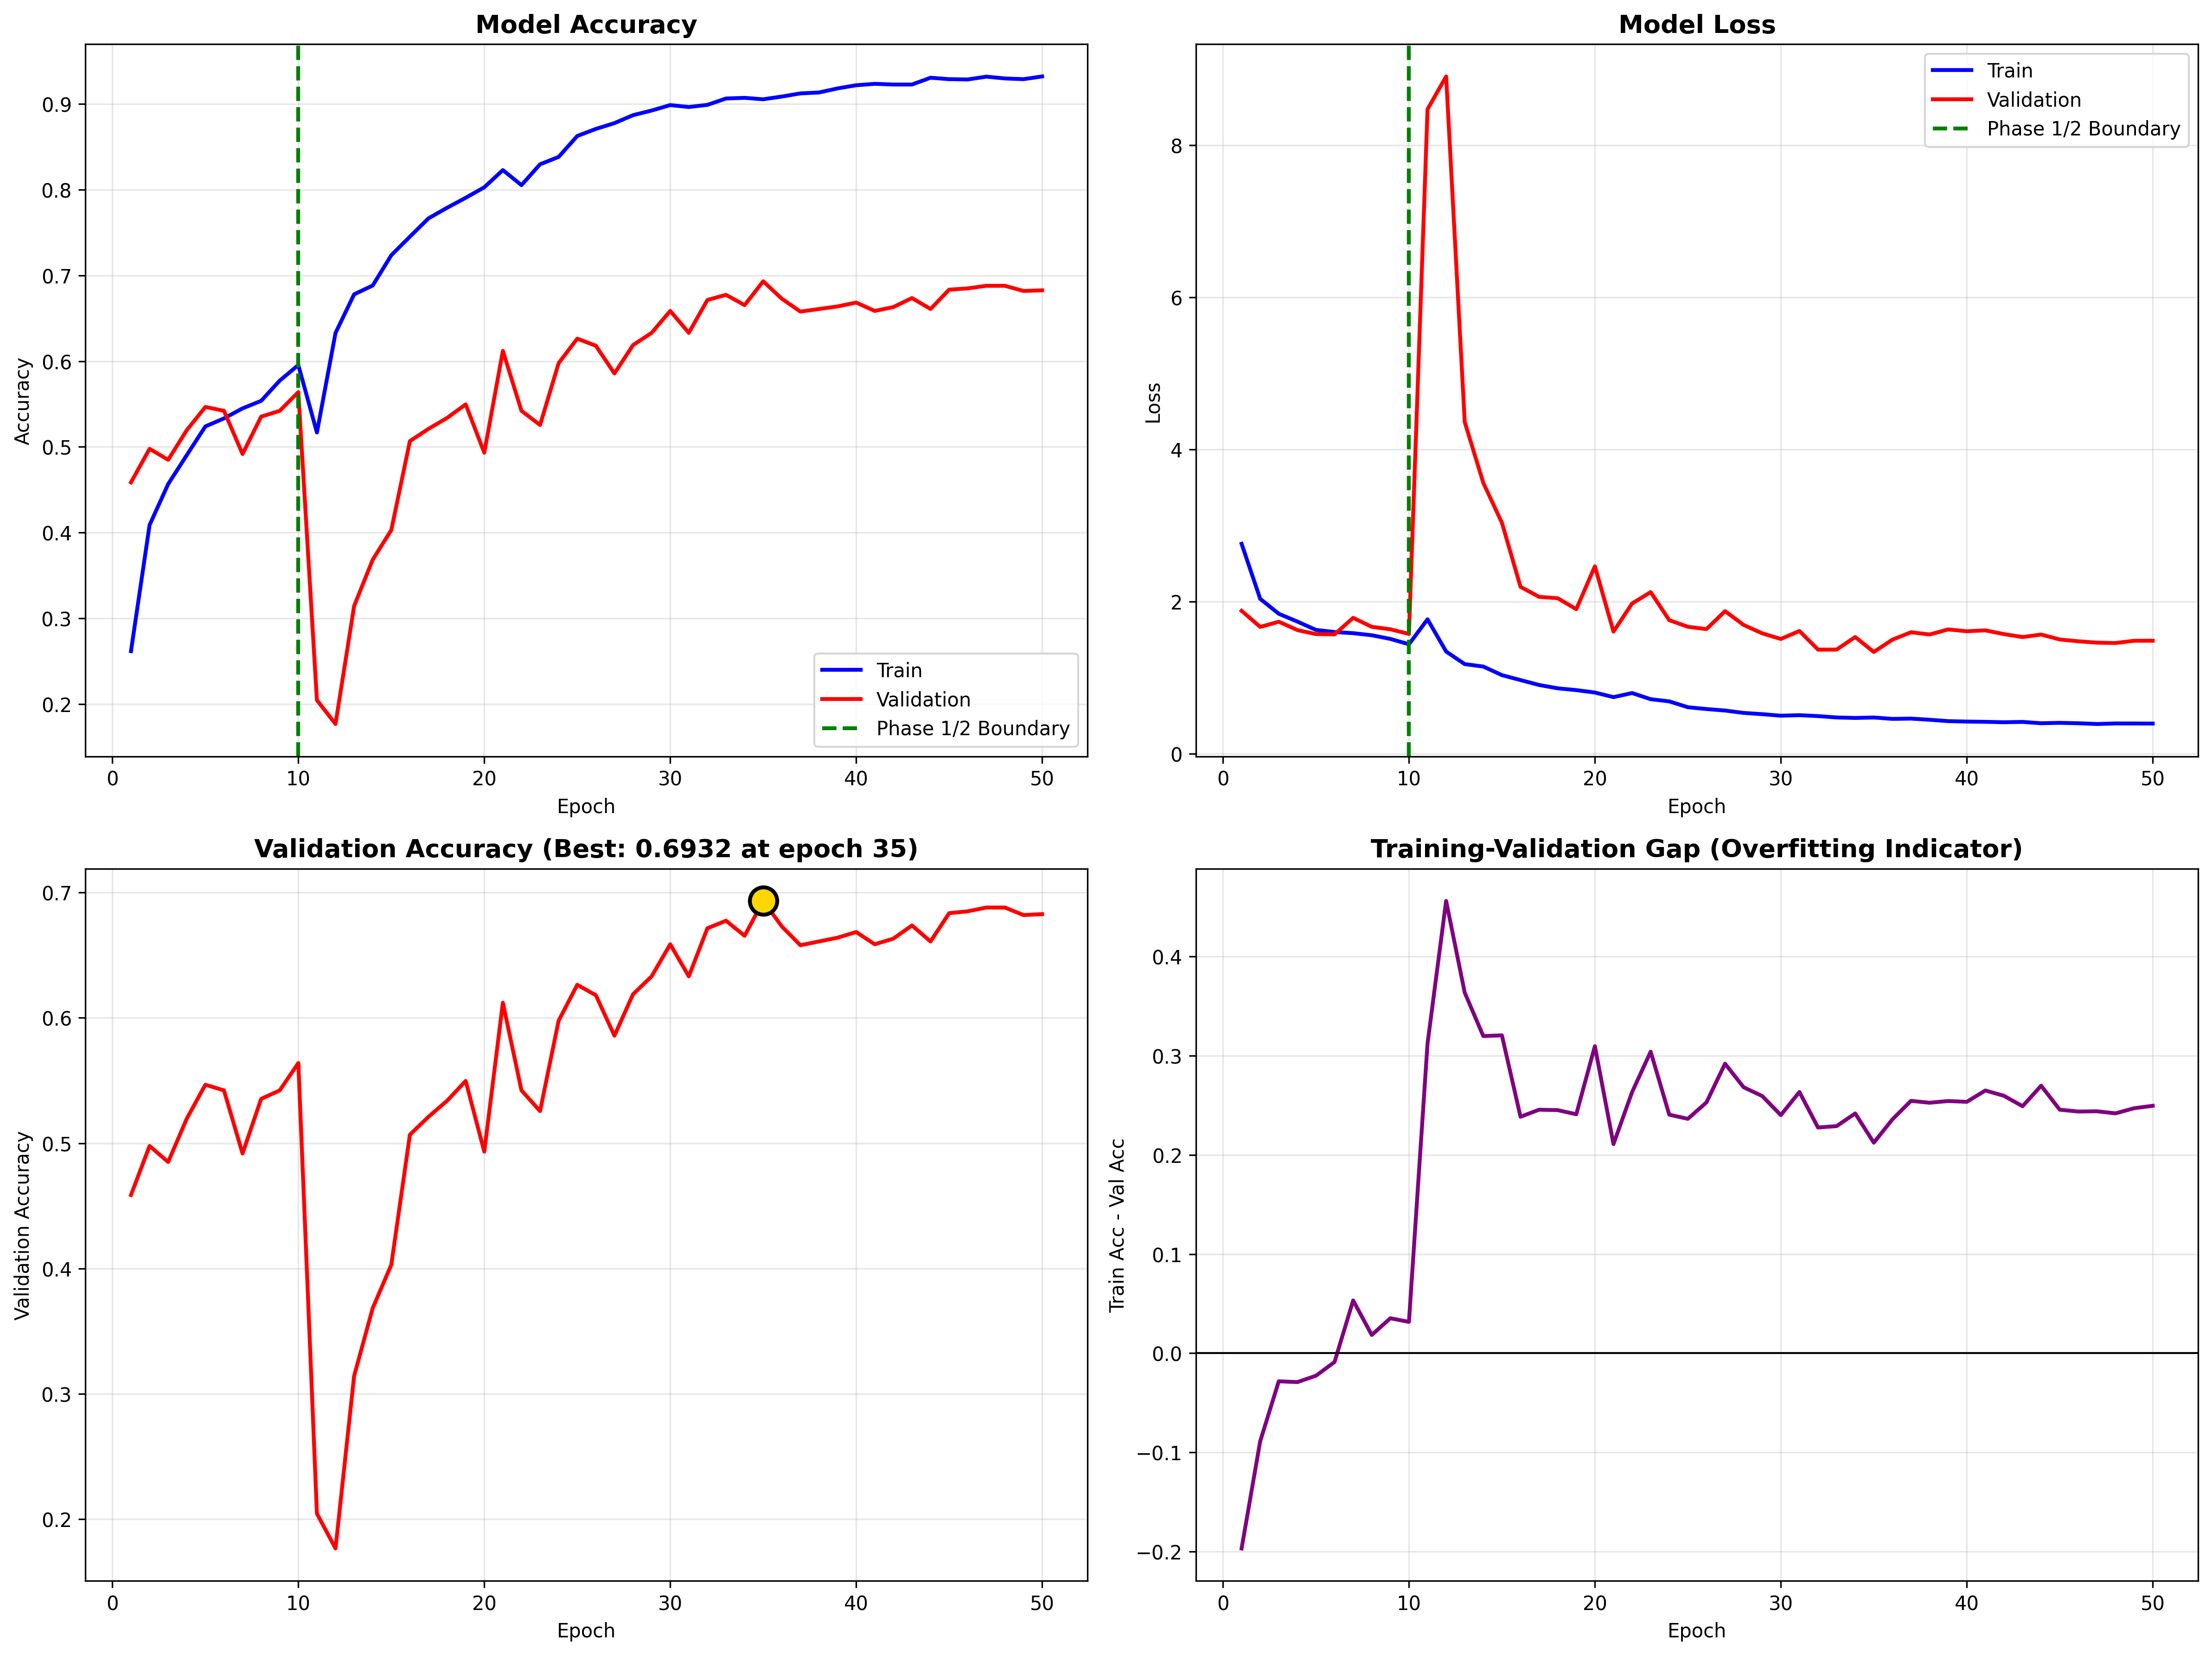 Model Accuracy
Accuracy
0.9
0.8
0.7
0.6
0.5
0.4
0.3
0.2
Train
Validation
Phase 1/2 Boundary
0 10 20 30 40 50
Epoch
Model Loss
Loss
8
6
4
2
0
Train
Validation
Phase 1/2 Boundary
0 10 20 30 40 50
Epoch
Validation Accuracy (Best: 0.6932 at epoch 35)
Validation Accuracy
0.7
0.6
0.5
0.4
0.3
0.2
0 10 20 30 40 50
Epoch
Training-Validation Gap (Overfitting Indicator)
Train Acc - Val Acc
0.4
0.3
0.2
0.1
0.0
−0.1
−0.2
0 10 20 30 40 50
Epoch